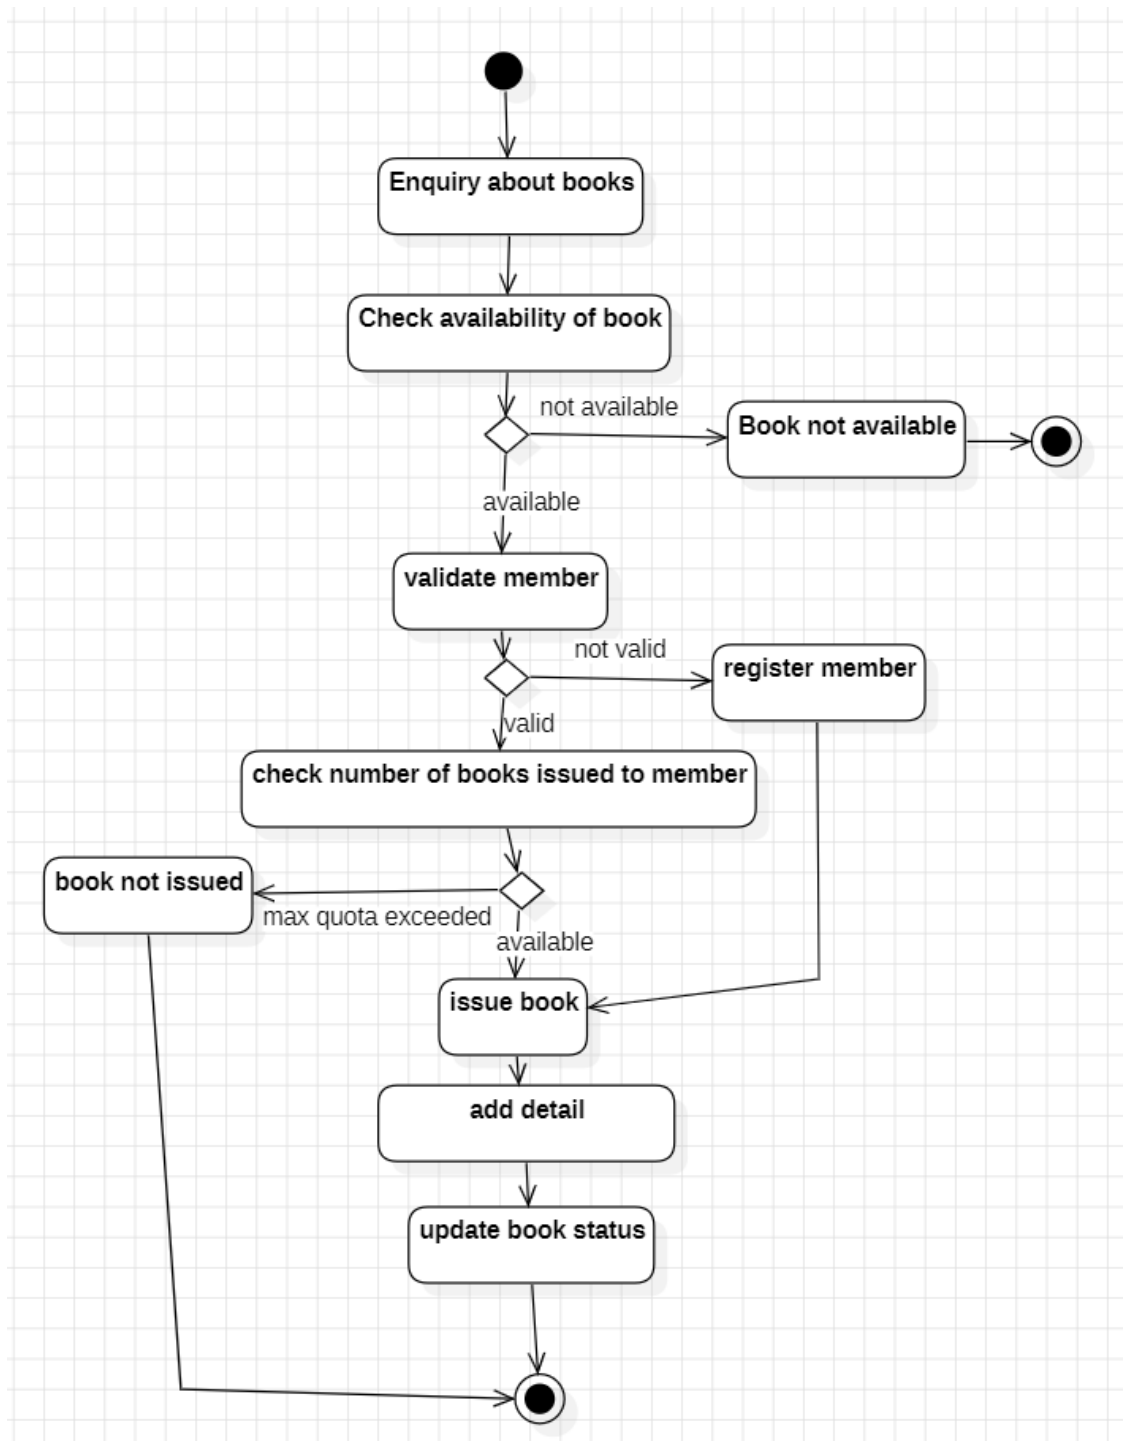 Enquiry about books
Check availability of book
not available
Book not available
available
validate member
not valid
register member
valid
check number of books issued to member
book not issued
max quota exceeded
available
issue book
add detail
update book status